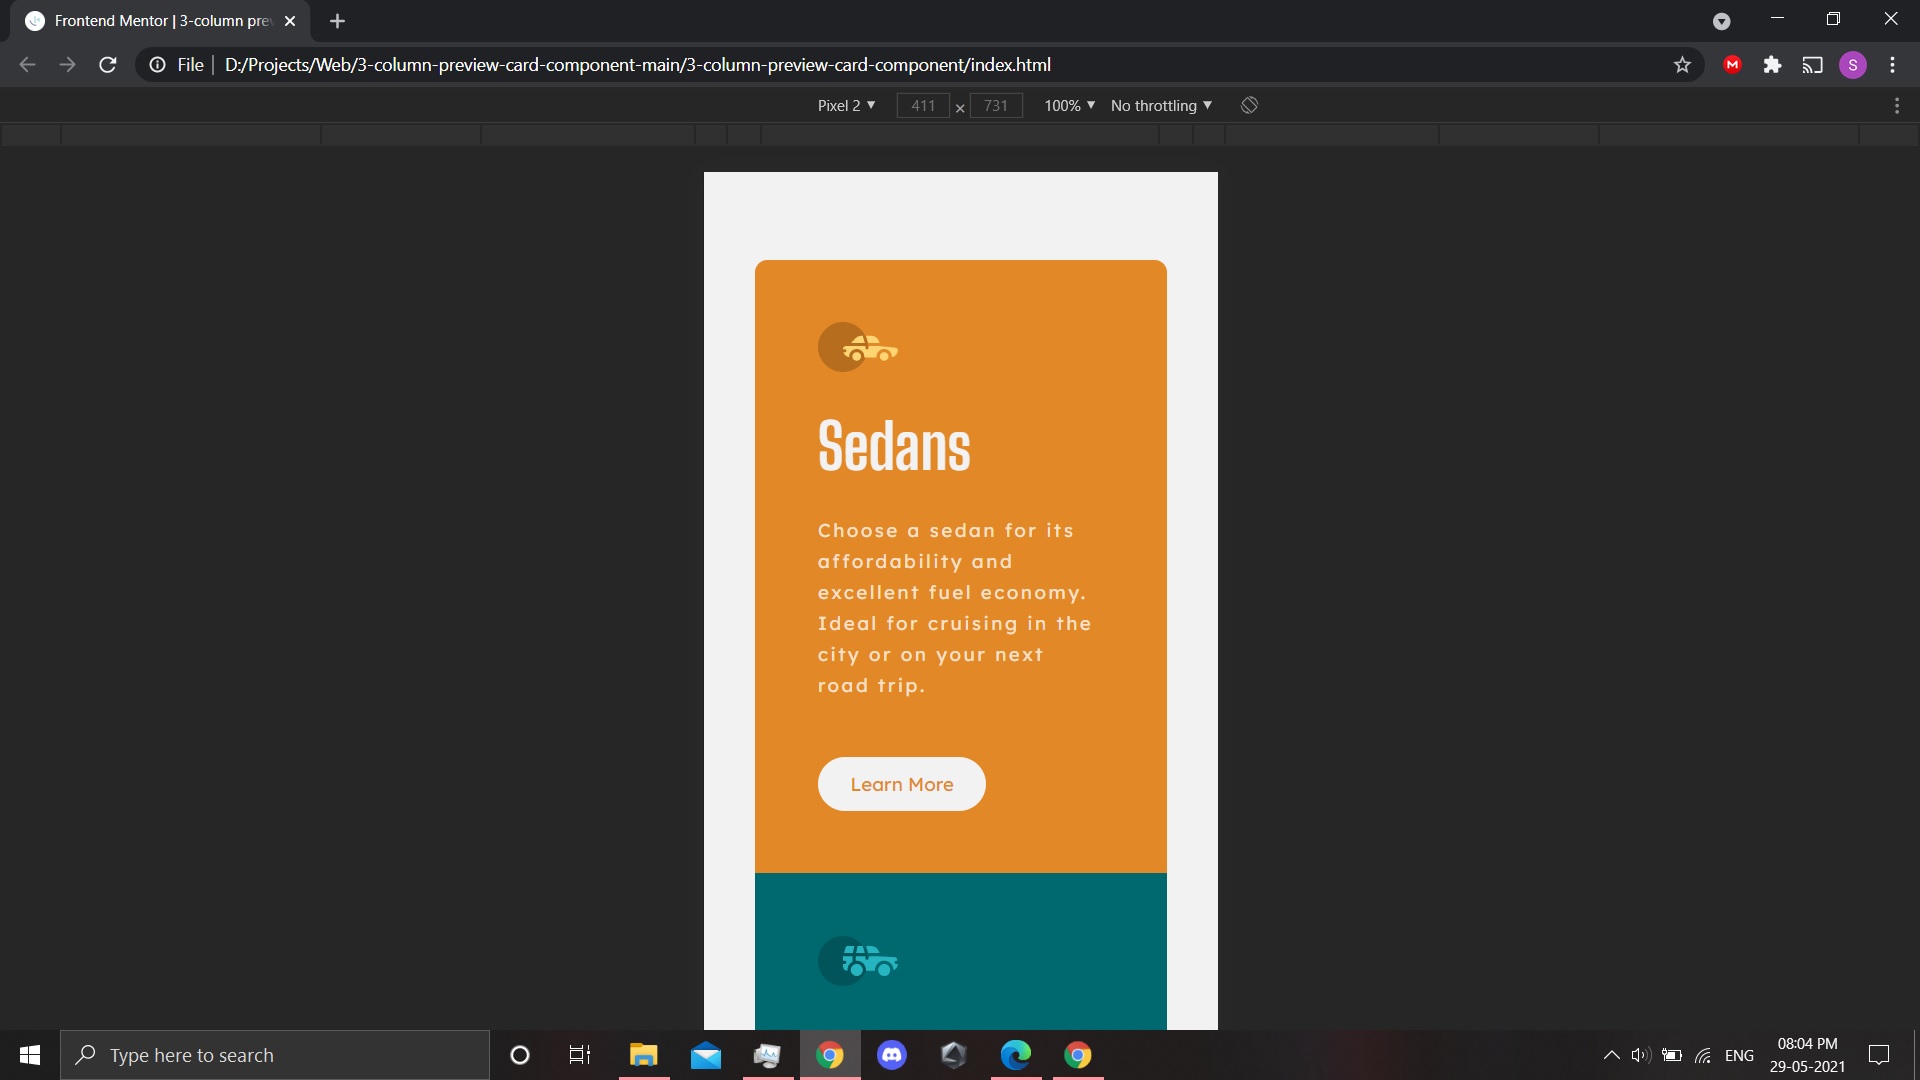 Frontend Mentor | 3-column prev
File
D:/Projects/Web/3-column-preview-card-component-main/3-column-preview-card-component/index.html
M
S
Pixel 2 ▼ 411 × 731 100% ▼ No throttling ▼
Sedans
Choose a sedan for its
affordability and
excellent fuel economy.
Ideal for cruising in the
city or on your next
road trip.
Learn More
Type here to search
ENG
08:04 PM
29-05-2021